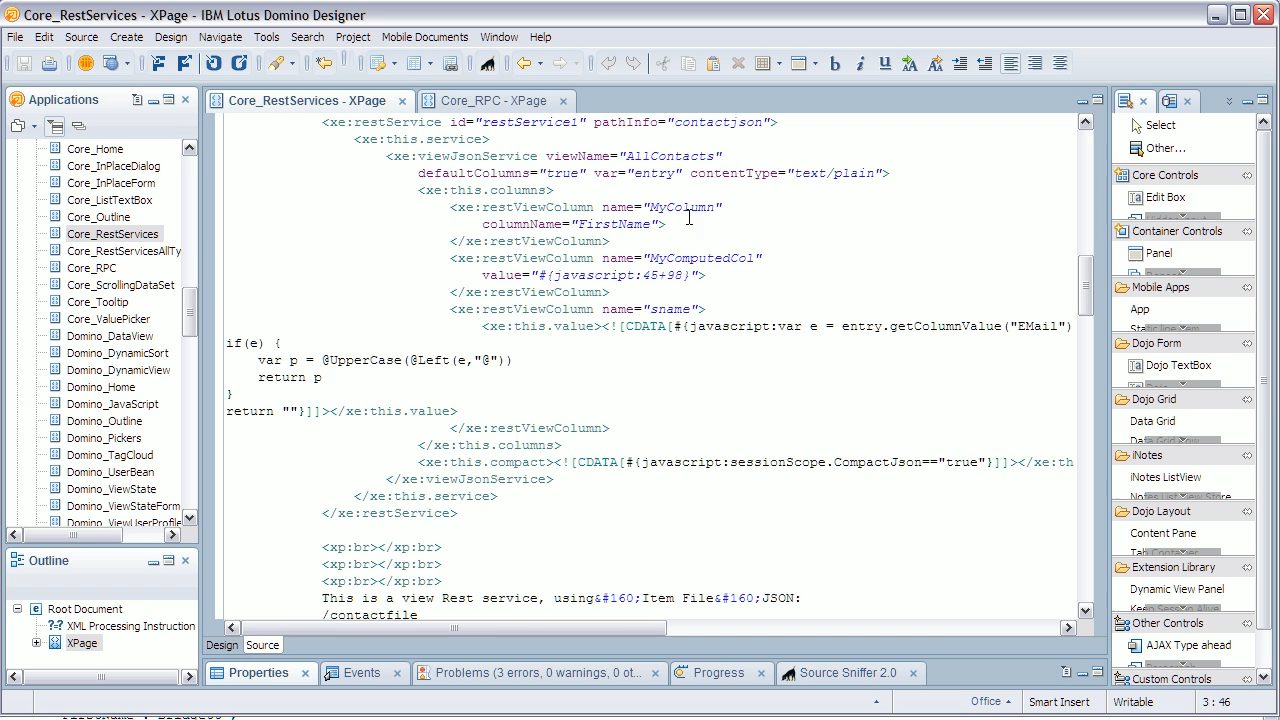 Core_RestServices - XPage - IBM Lotus Domino Designer
File Edit Source Create Design Navigate Tools Search Project Mobile Documents Window Help
Applications
Core_Home
Core_InPlaceDialog
Core_InPlaceForm
Core_ListTextBox
Core_Outline
Core_RestServices
Core_RestServicesAllTy
Core_RPC
Core_ScrollingDataSet
Core_Tooltip
Core_ValuePicker
Domino_DataView
Domino_DynamicSort
Domino_DynamicView
Domino_Home
Domino_JavaScript
Domino_Outline
Domino_Pickers
Domino_TagCloud
Domino_UserBean
Domino_ViewState
Domino_ViewStateForm
Domino_ViewUserProfile
Outline
Root Document
XML Processing Instruction
XPage
Core_RestServices - XPage
Core_RPC - XPage
<xe:restService id="restService1" pathInfo="contactjson">
<xe:this.service>
<xe:viewJsonService viewName="AllContacts"
defaultColumns="true" var="entry" contentType="text/plain">
<xe:this.columns>
<xe:restViewColumn name="MyColumn"
columnName="FirstName">
</xe:restViewColumn>
<xe:restViewColumn name="MyComputedCol"
value="#{javascript:45+98}">
</xe:restViewColumn>
<xe:restViewColumn name="sname">
<xe:this.value><![CDATA[#{javascript:var e = entry.getColumnValue("EMail")
if(e) {
var p = @UpperCase(@Left(e,"@"))
return p
}
return ""}]]></xe:this.value>
</xe:restViewColumn>
</xe:this.columns>
<xe:this.compact><![CDATA[#{javascript:sessionScope.CompactJson=="true"}]]></xe:th
</xe:viewJsonService>
</xe:this.service>
</xe:restService>
<xp:br></xp:br>
<xp:br></xp:br>
<xp:br></xp:br>
This is a view Rest service, using&#160;Item File&#160;JSON:
/contactfile
Design Source
Properties
Events
Problems (3 errors, 0 warnings, 0 ot...
Progress
Source Sniffer 2.0
Select
Other...
Core Controls
Edit Box
Container Controls
Panel
Mobile Apps
App
Dojo Form
Dojo TextBox
Dojo Grid
Data Grid
iNotes
iNotes ListView
Dojo Layout
Content Pane
Extension Library
Dynamic View Panel
Other Controls
AJAX Type ahead
Custom Controls
Office
Smart Insert
Writable
3 : 46